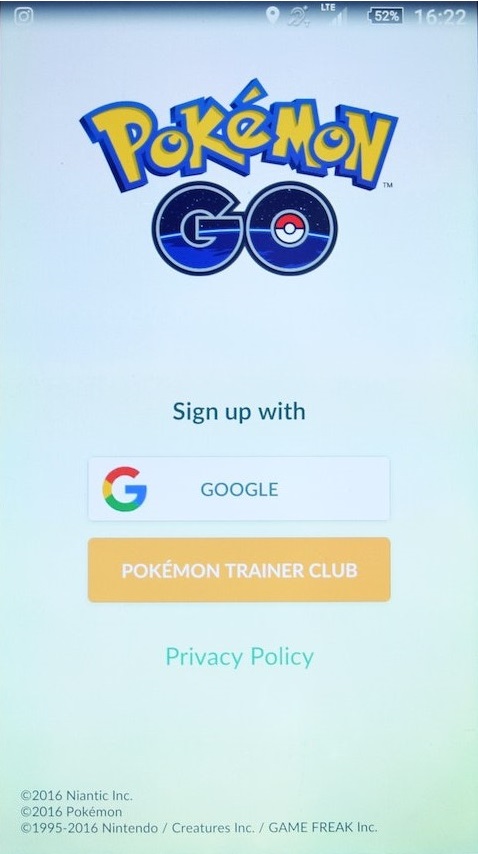 LTE
52%
16:22
POKéMON
™
GO
Sign up with
GOOGLE
POKÉMON TRAINER CLUB
Privacy Policy
©2016 Niantic Inc.
©2016 Pokémon
©1995-2016 Nintendo / Creatures Inc. / GAME FREAK Inc.